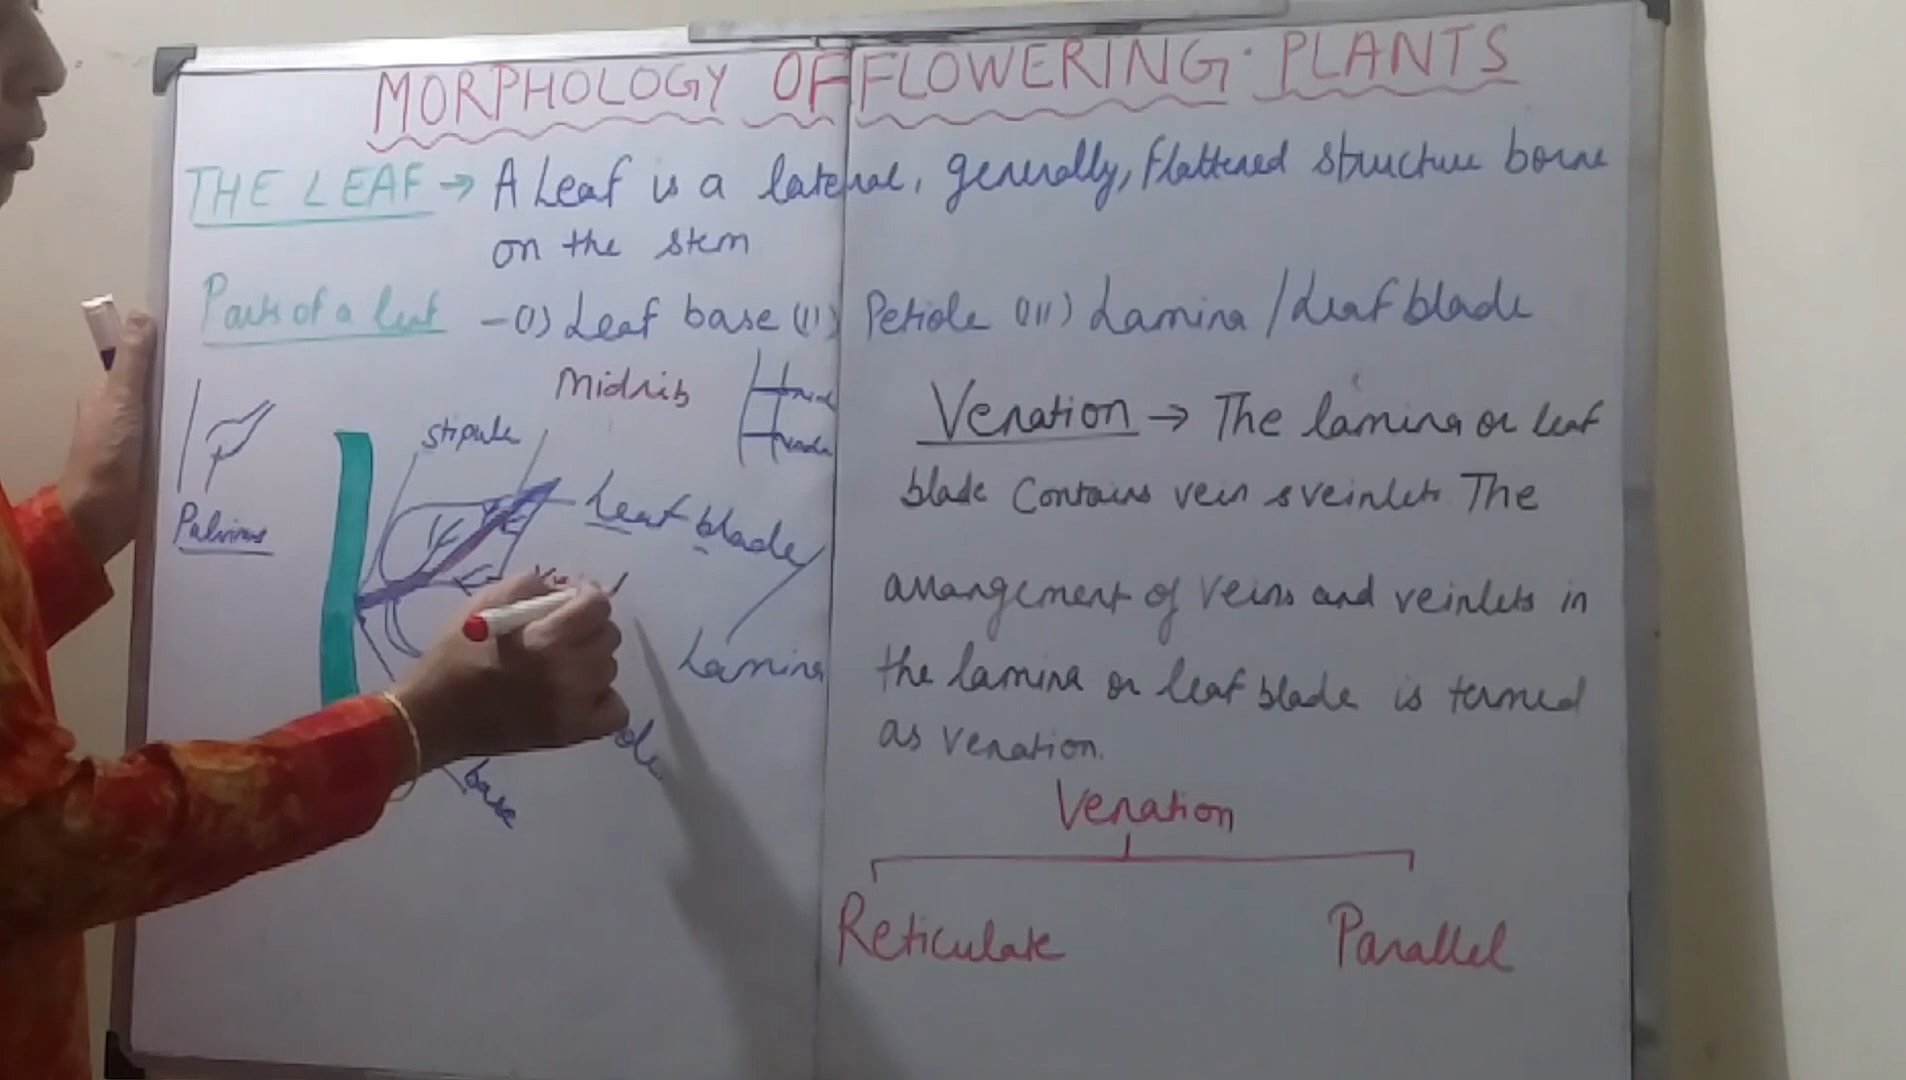 MORPHOLOGY OF FLOWERING PLANTS
THE LEAF → A Leaf is a lateral, generally, flattened structure borne
on the stem
Parts of a leaf - (i) Leaf base (ii) Petiole (iii) Lamina / Leaf blade
Midrib
stipule
Leaf blade
Pulvinus
Lamina
base
Venation → The lamina or leaf
blade contains vein & veinlets The
arrangement of veins and veinlets in
the lamina or leaf blade is termed
as venation.
Venation
Reticulate Parallel